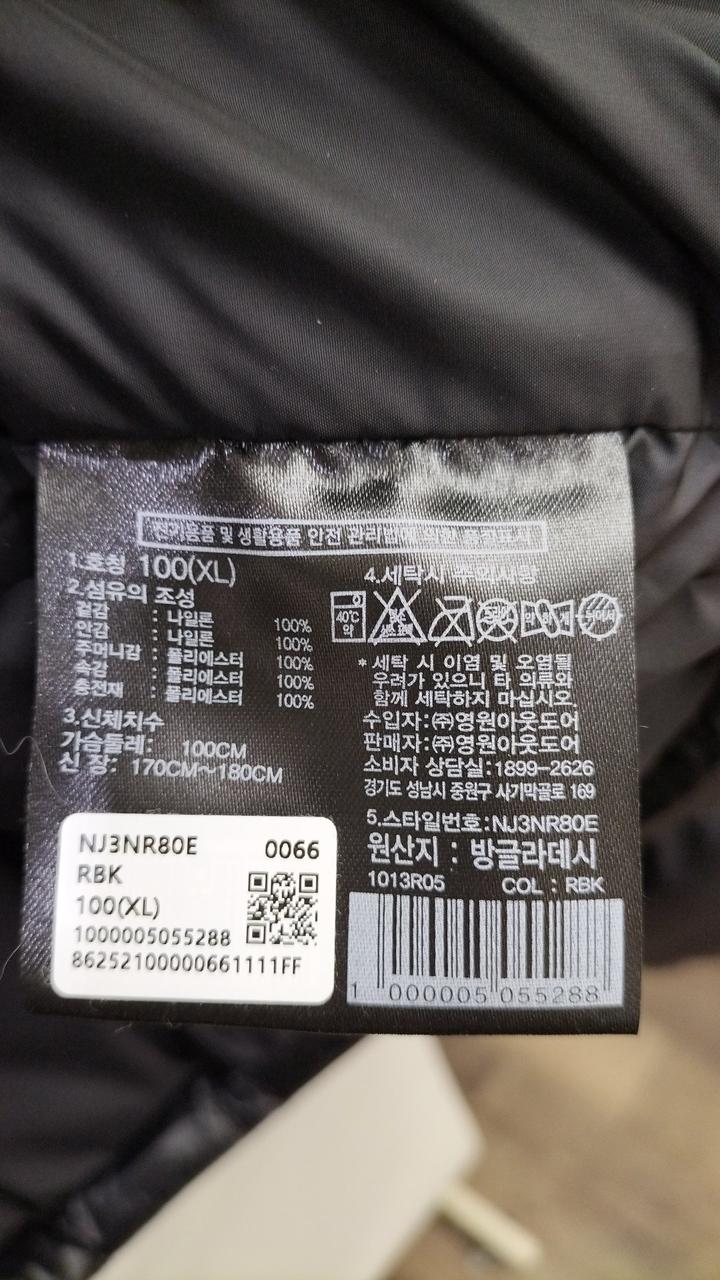 전기용품 및 생활용품 안전 관리법에 의한 품질표시
1.호칭 100(XL)
2.섬유의 조성
겉감 : 나일론 100%
안감 : 나일론 100%
주머니감 : 폴리에스터 100%
속감 : 폴리에스터 100%
충전재 : 폴리에스터 100%
3.신체치수
가슴둘레: 100CM
신 장: 170CM~180CM
4.세탁시 주의사항
40℃
약
* 세탁 시 이염 및 오염될
우려가 있으니 타 의류와
함께 세탁하지 마십시오.
수입자:㈜영원아웃도어
판매자:㈜영원아웃도어
소비자 상담실:1899-2626
경기도 성남시 중원구 사기막골로 169
5.스타일번호:NJ3NR80E
원산지 : 방글라데시
1013R05 COL : RBK
1 000005 055288
NJ3NR80E 0066
RBK
100(XL)
1000005055288
86252100000661111FF